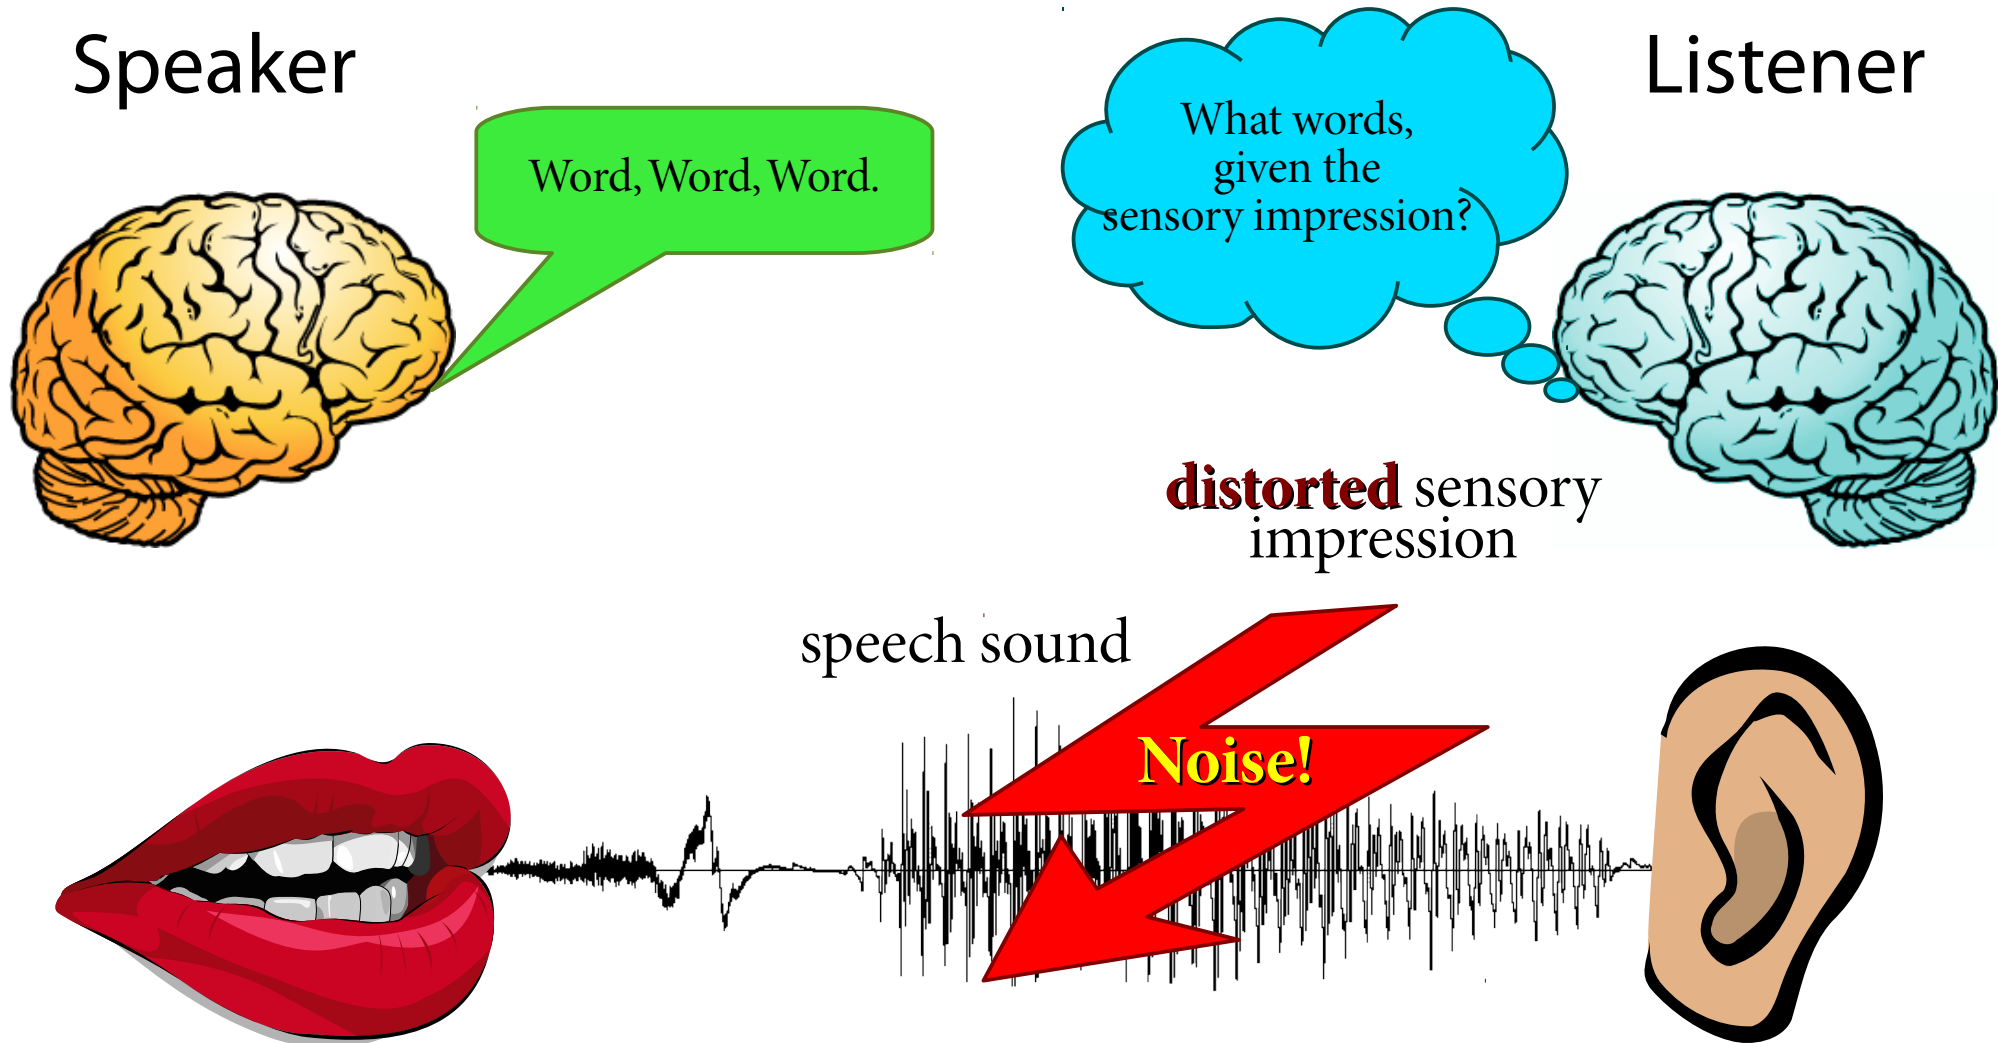 Speaker
Listener
Word, Word, Word.
What words,
given the
sensory impression?
distorted sensory
impression
speech sound
Noise!